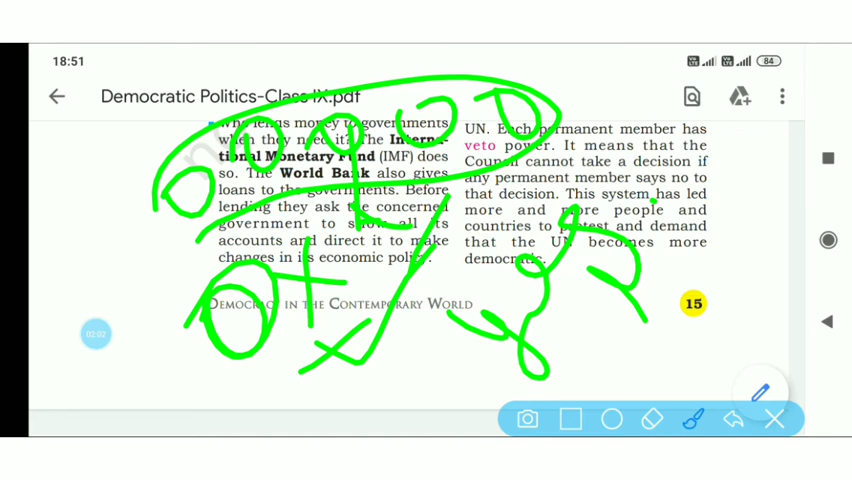 18:51
84
Democratic Politics-Class IX.pdf
who lends money to governments
when they need it? The Interna-
tional Monetary Fund (IMF) does
so. The World Bank also gives
loans to the governments. Before
lending they ask the concerned
government to show all its
accounts and direct it to make
changes in its economic policy.
UN. Each permanent member has
veto power. It means that the
Council cannot take a decision if
any permanent member says no to
that decision. This system has led
more and more people and
countries to protest and demand
that the UN becomes more
democratic.
DEMOCRACY IN THE CONTEMPORARY WORLD
15
02:02